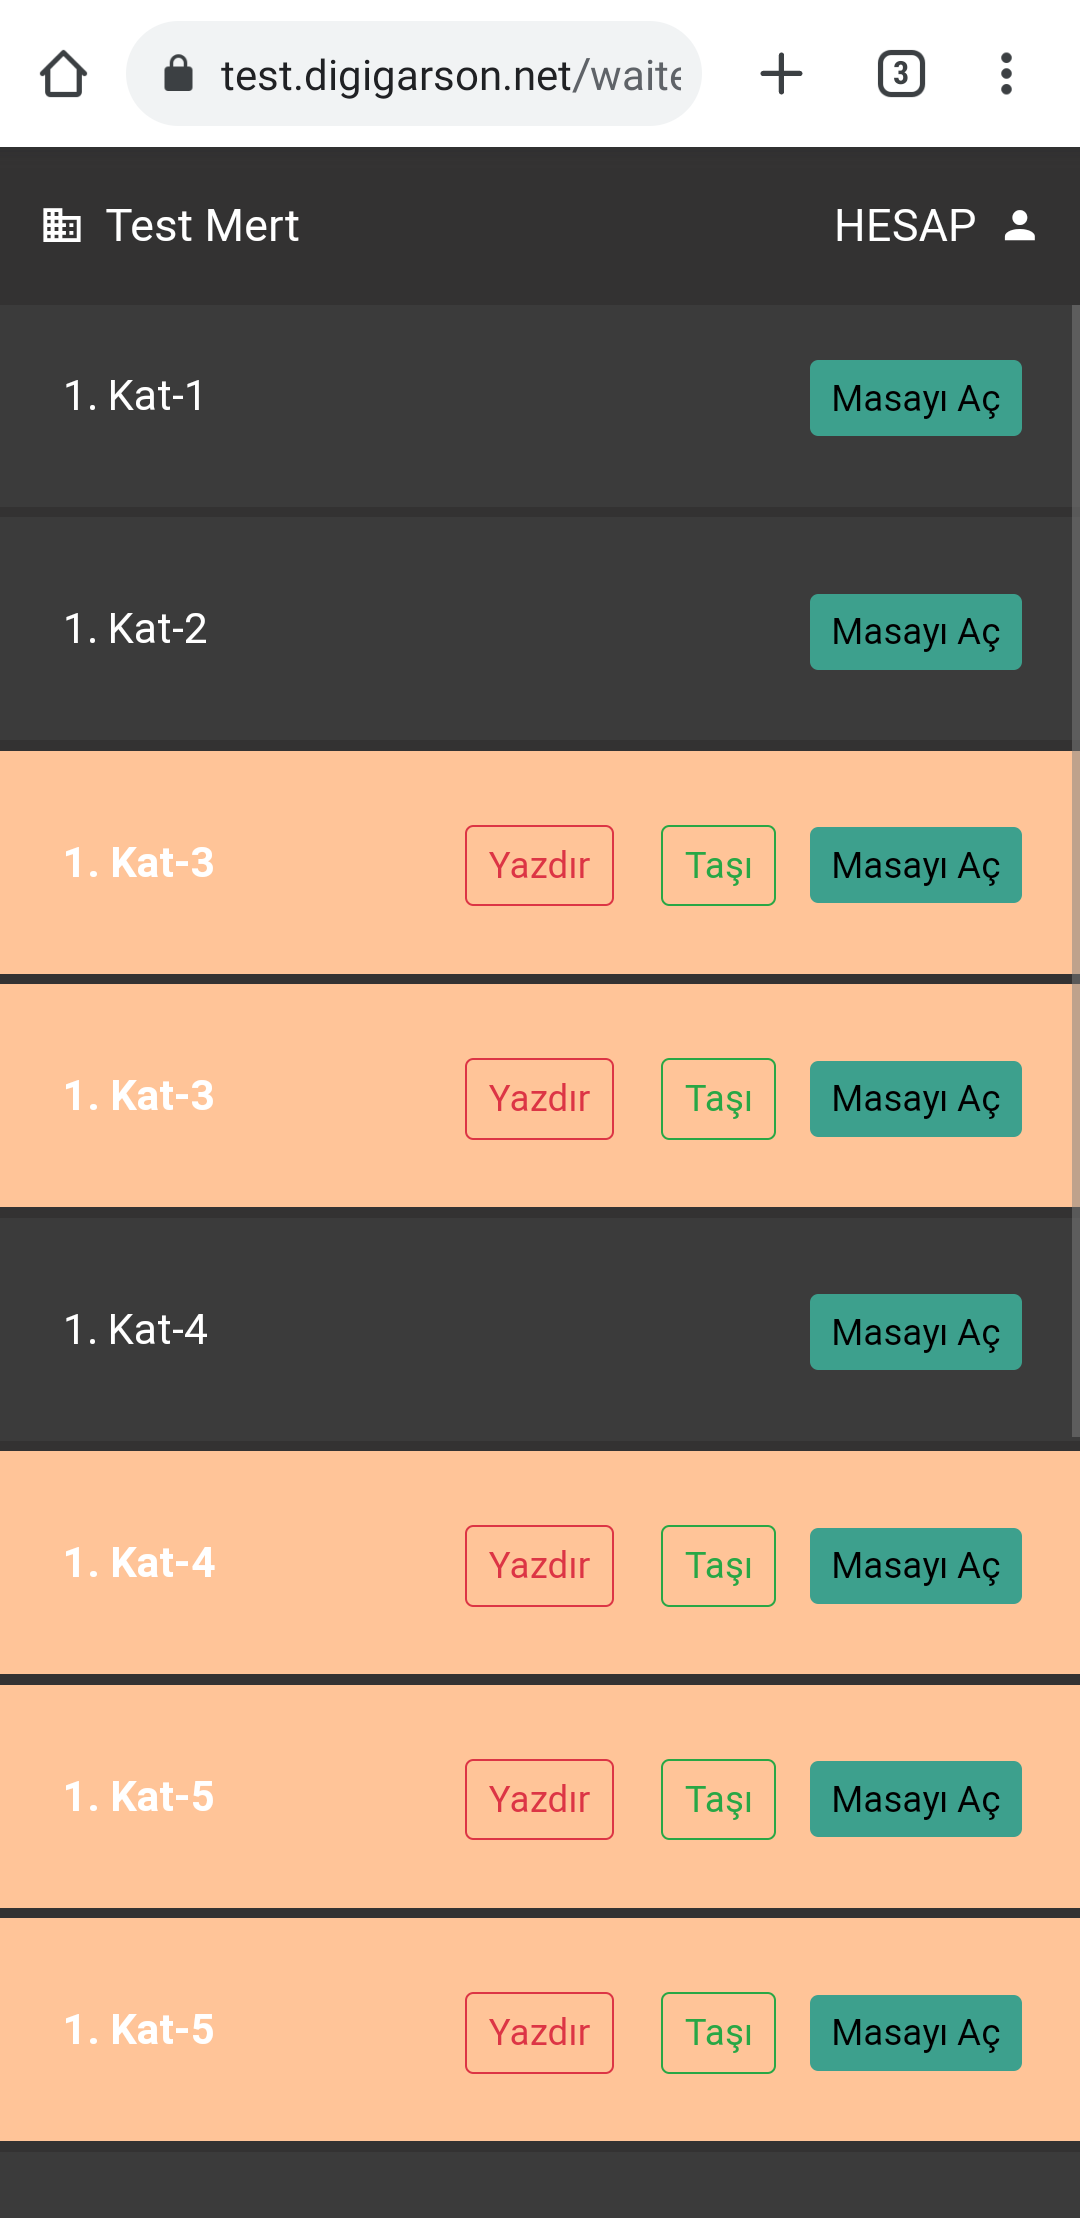 test.digigarson.net/waite
3
Test Mert HESAP
1. Kat-1 Masayı Aç
1. Kat-2 Masayı Aç
1. Kat-3 Yazdır Taşı Masayı Aç
1. Kat-3 Yazdır Taşı Masayı Aç
1. Kat-4 Masayı Aç
1. Kat-4 Yazdır Taşı Masayı Aç
1. Kat-5 Yazdır Taşı Masayı Aç
1. Kat-5 Yazdır Taşı Masayı Aç